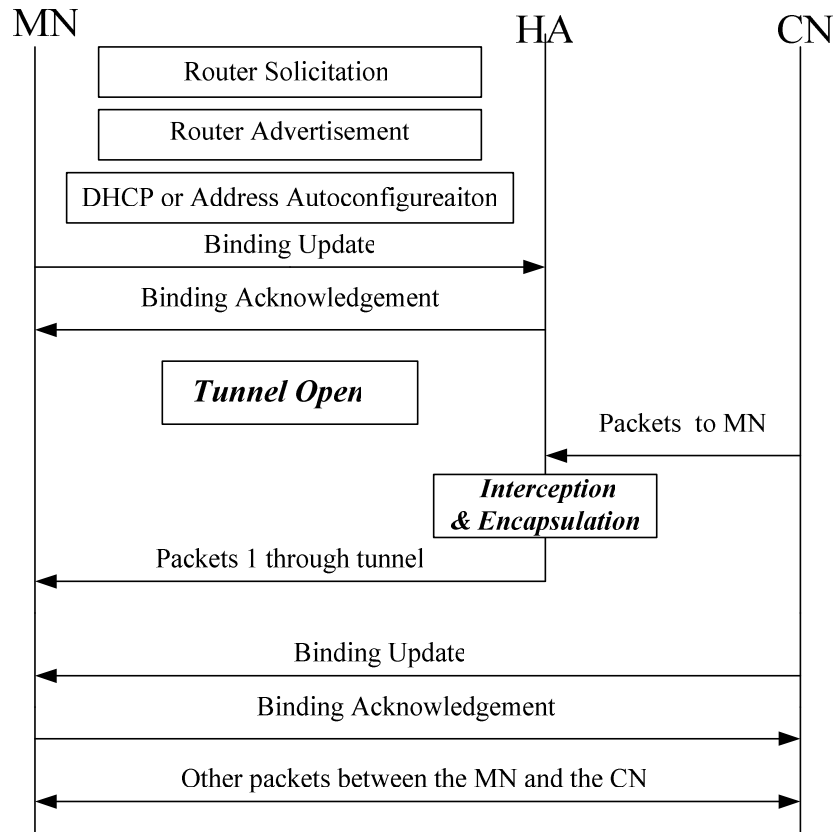 MN
HA
CN
Router Solicitation
Router Advertisement
DHCP or Address Autoconfigureaiton
Binding Update
Binding Acknowledgement
Tunnel Open
Packets to MN
Interception
& Encapsulation
Packets 1 through tunnel
Binding Update
Binding Acknowledgement
Other packets between the MN and the CN